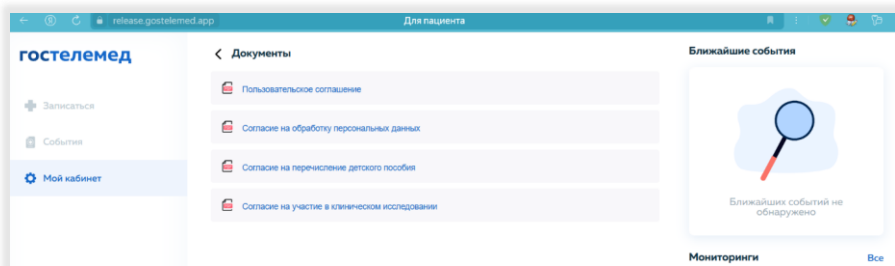 release.gostelemed.app
Для пациента
гостелемед
Записаться
События
Мой кабинет
Документы
Пользовательское соглашение
Согласие на обработку персональных данных
Согласие на перечисление детского пособия
Согласие на участие в клиническом исследовании
Ближайшие события
Ближайших событий не
обнаружено
Мониторинги
Все